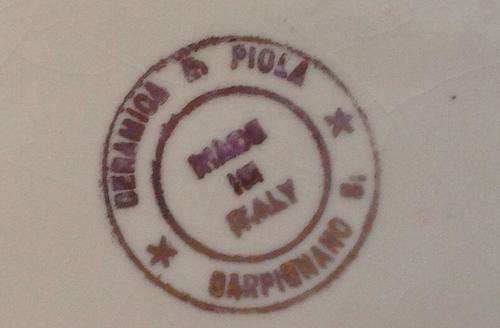 CERAMICA A. PIOLA
MADE
IN
ITALY
CARPIGNANO S.